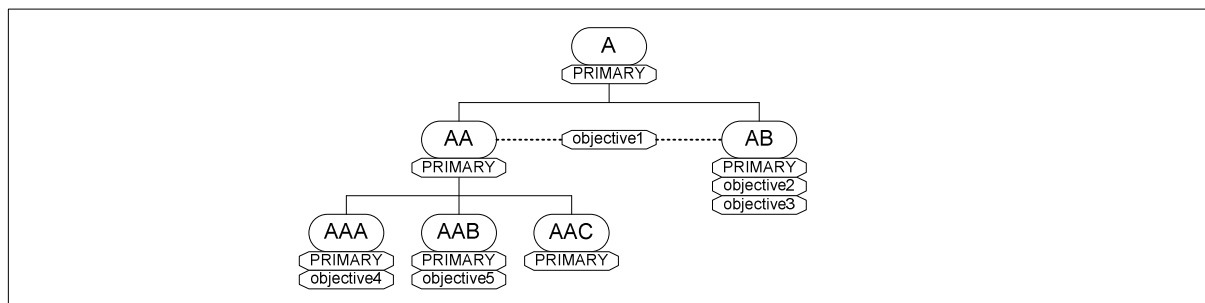 A
PRIMARY
AA
objective1
AB
PRIMARY
PRIMARY
objective2
objective3
AAA
AAB
AAC
PRIMARY
PRIMARY
PRIMARY
objective4
objective5